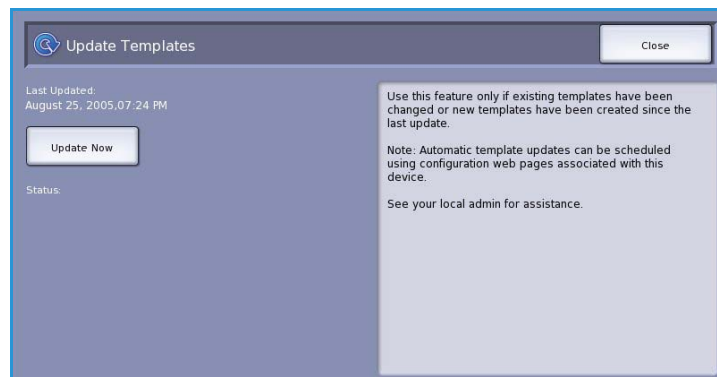 Update Templates
Close
Last Updated:
August 25, 2005,07:24 PM
Update Now
Status:
Use this feature only if existing templates have been
changed or new templates have been created since the
last update.
Note: Automatic template updates can be scheduled
using configuration web pages associated with this
device.
See your local admin for assistance.